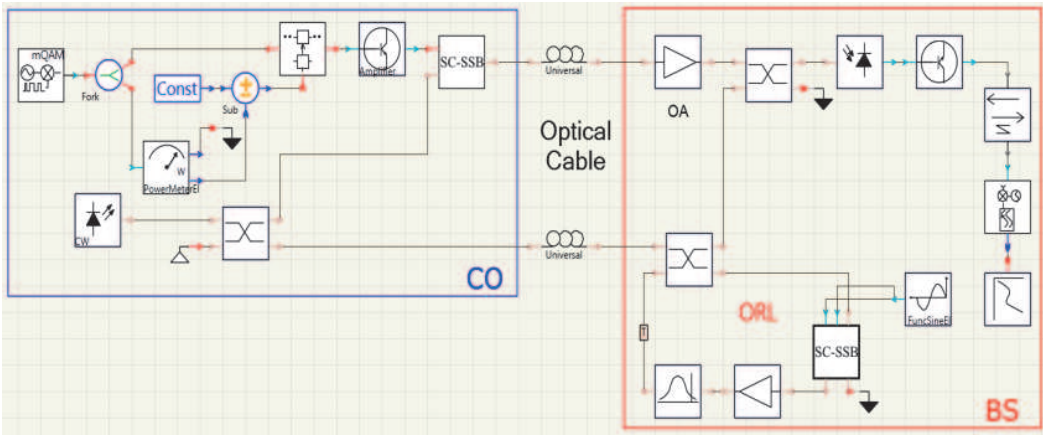 mQAM
Fork
Const
Sub
W
PowerMeterEl
CW
Amplifier
SC-SSB
CO
Universal
Optical
Cable
Universal
OA
ORL
FuncSineEl
SC-SSB
T
BS